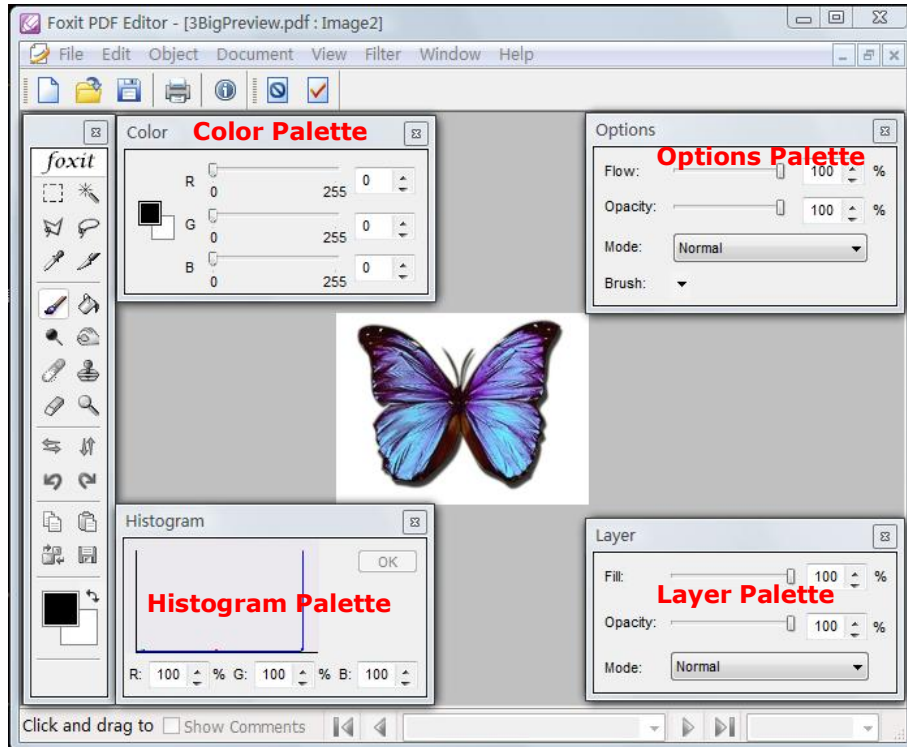 Foxit PDF Editor - [3BigPreview.pdf : Image2]
File Edit Object Document View Filter Window Help
foxit
Color
Color Palette
R 0 255 0
G 0 255 0
B 0 255 0
Options
Options Palette
Flow: 100 %
Opacity: 100 %
Mode: Normal
Brush:
Histogram
OK
Histogram Palette
R: 100 % G: 100 % B: 100
Layer
Fill: 100 %
Layer Palette
Opacity: 100 %
Mode: Normal
Click and drag to Show Comments